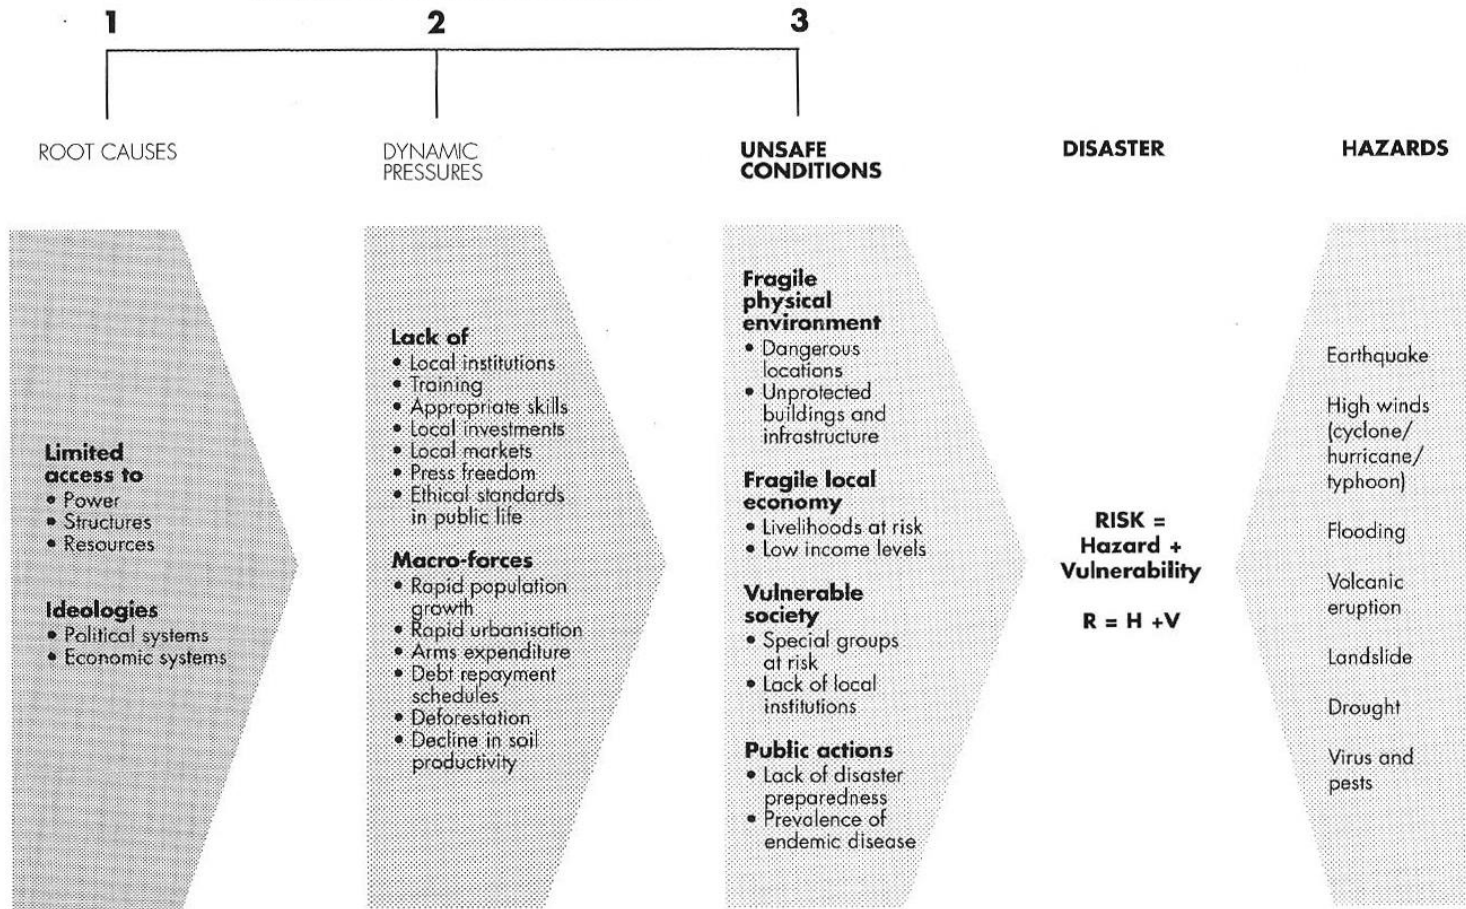 1
2
3
ROOT CAUSES
DYNAMIC
PRESSURES
UNSAFE
CONDITIONS
DISASTER
HAZARDS
Limited
access to
• Power
• Structures
• Resources
Ideologies
• Political systems
• Economic systems
Lack of
• Local institutions
• Training
• Appropriate skills
• Local investments
• Local markets
• Press freedom
• Ethical standards
in public life
Macro-forces
• Rapid population
growth
• Rapid urbanisation
• Arms expenditure
• Debt repayment
schedules
• Deforestation
• Decline in soil
productivity
Fragile
physical
environment
• Dangerous
locations
• Unprotected
buildings and
infrastructure
Fragile local
economy
• Livelihoods at risk
• Low income levels
Vulnerable
society
• Special groups
at risk
• Lack of local
institutions
Public actions
• Lack of disaster
preparedness
• Prevalence of
endemic disease
RISK =
Hazard +
Vulnerability
R = H +V
Earthquake
High winds
(cyclone/
hurricane/
typhoon)
Flooding
Volcanic
eruption
Landslide
Drought
Virus and
pests